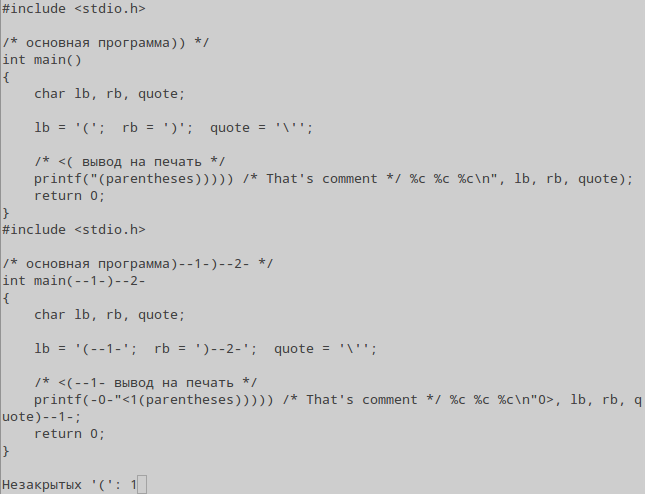 #include <stdio.h>

/* основная программа)) */
int main()
{
    char lb, rb, quote;

    lb = '(';  rb = ')';  quote = '\'';

    /* <( вывод на печать */
    printf("(parentheses))))) /* That's comment */ %c %c %c\n", lb, rb, quote);
    return 0;
}
#include <stdio.h>

/* основная программа)--1-)--2- */
int main(--1-)--2-
{
    char lb, rb, quote;

    lb = '(--1-';  rb = ')--2-';  quote = '\'';

    /* <(--1- вывод на печать */
    printf(-0-"<1(parentheses))))) /* That's comment */ %c %c %c\n"0>, lb, rb, q
uote)--1-;
    return 0;
}

Незакрытых '(': 1